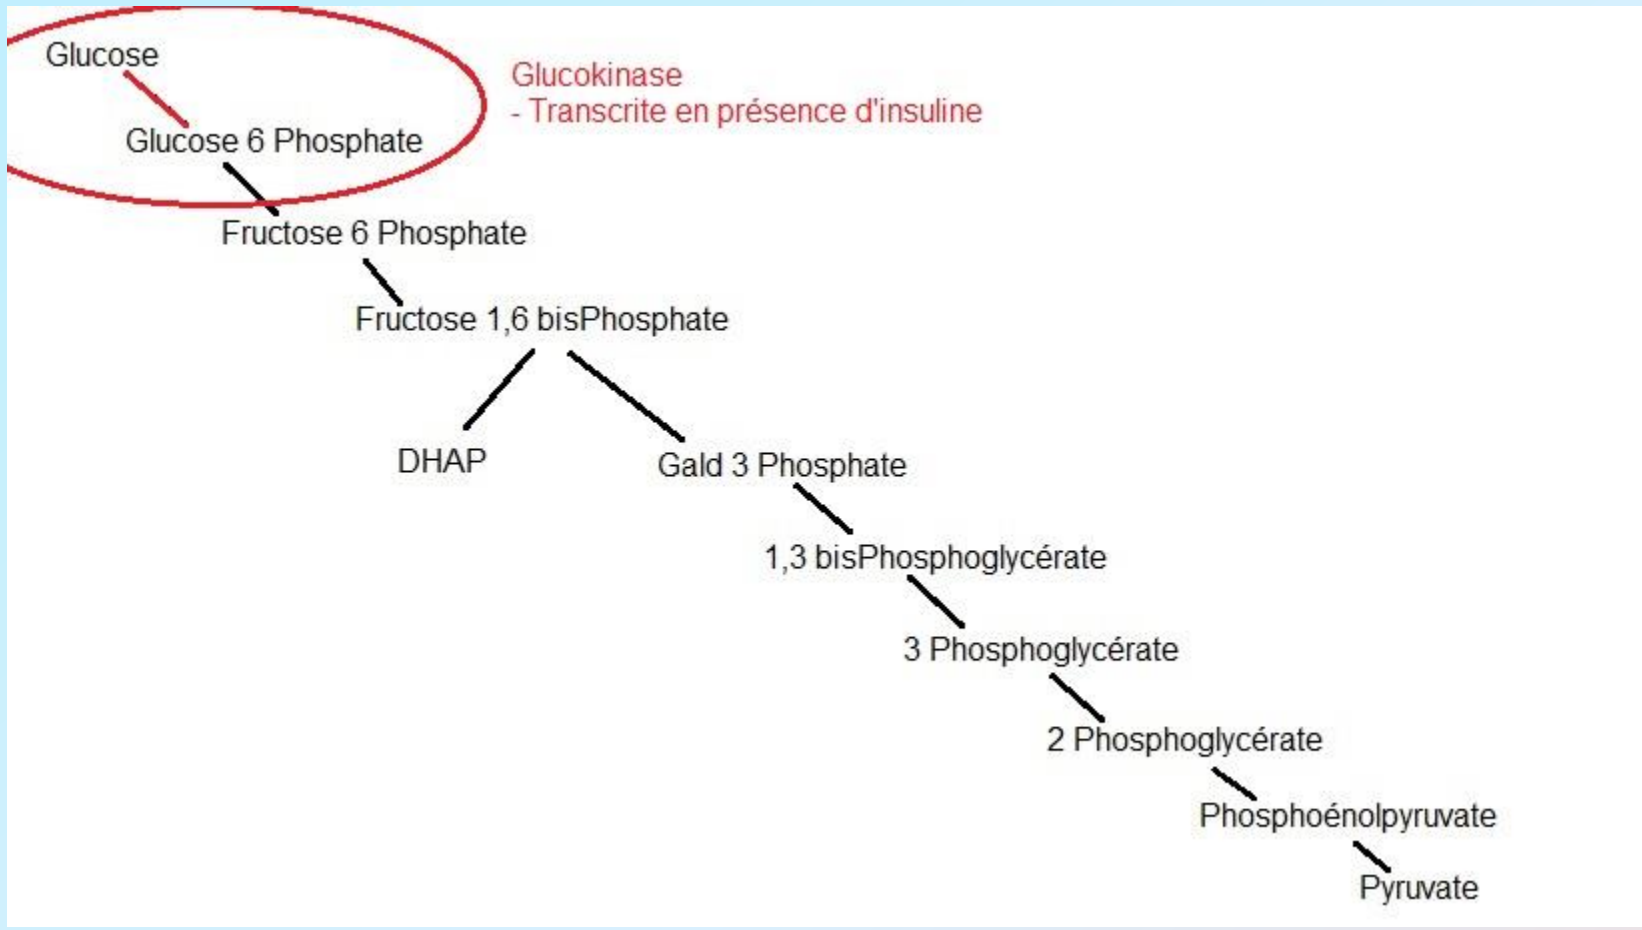 Glucose
Glucokinase
- Transcrite en présence d'insuline
Glucose 6 Phosphate
Fructose 6 Phosphate
Fructose 1,6 bisPhosphate
DHAP
Gald 3 Phosphate
1,3 bisPhosphoglycérate
3 Phosphoglycérate
2 Phosphoglycérate
Phosphoénolpyruvate
Pyruvate